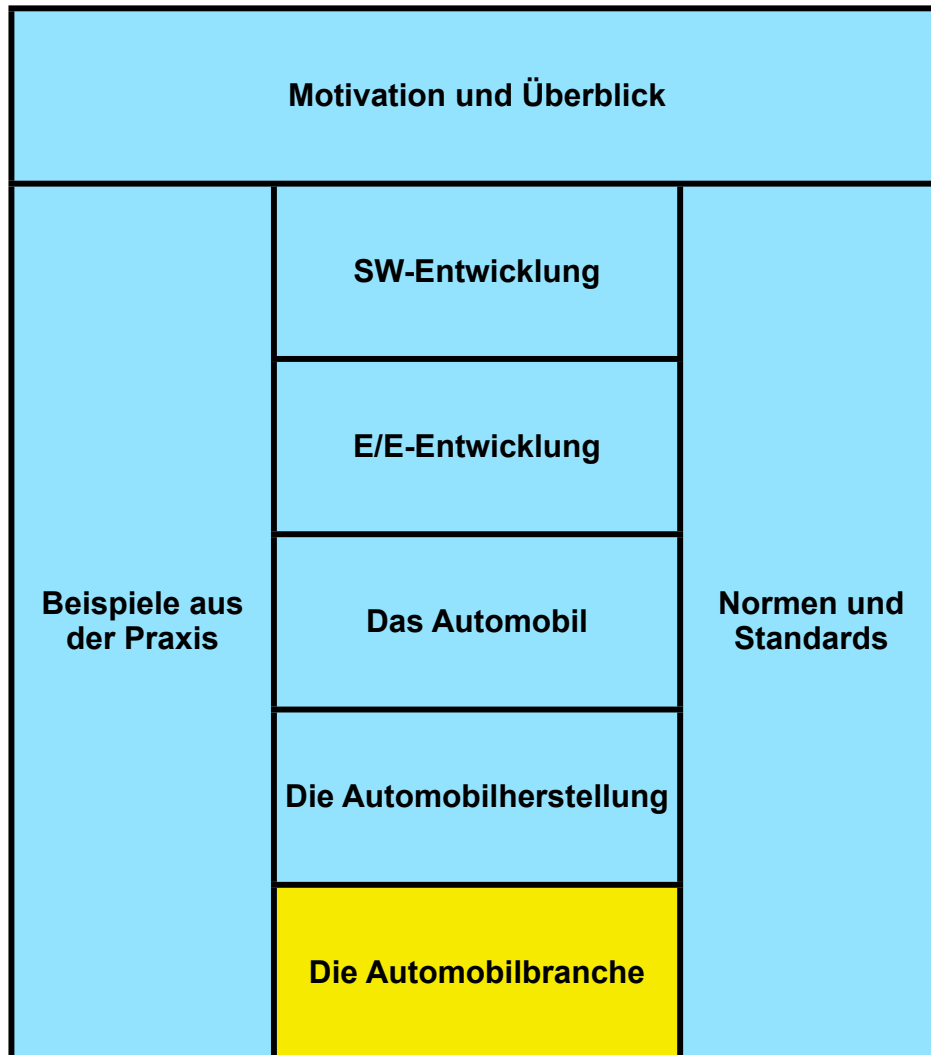 Motivation und Überblick
SW-Entwicklung
E/E-Entwicklung
Beispiele aus
der Praxis
Das Automobil
Normen und
Standards
Die Automobilherstellung
Die Automobilbranche